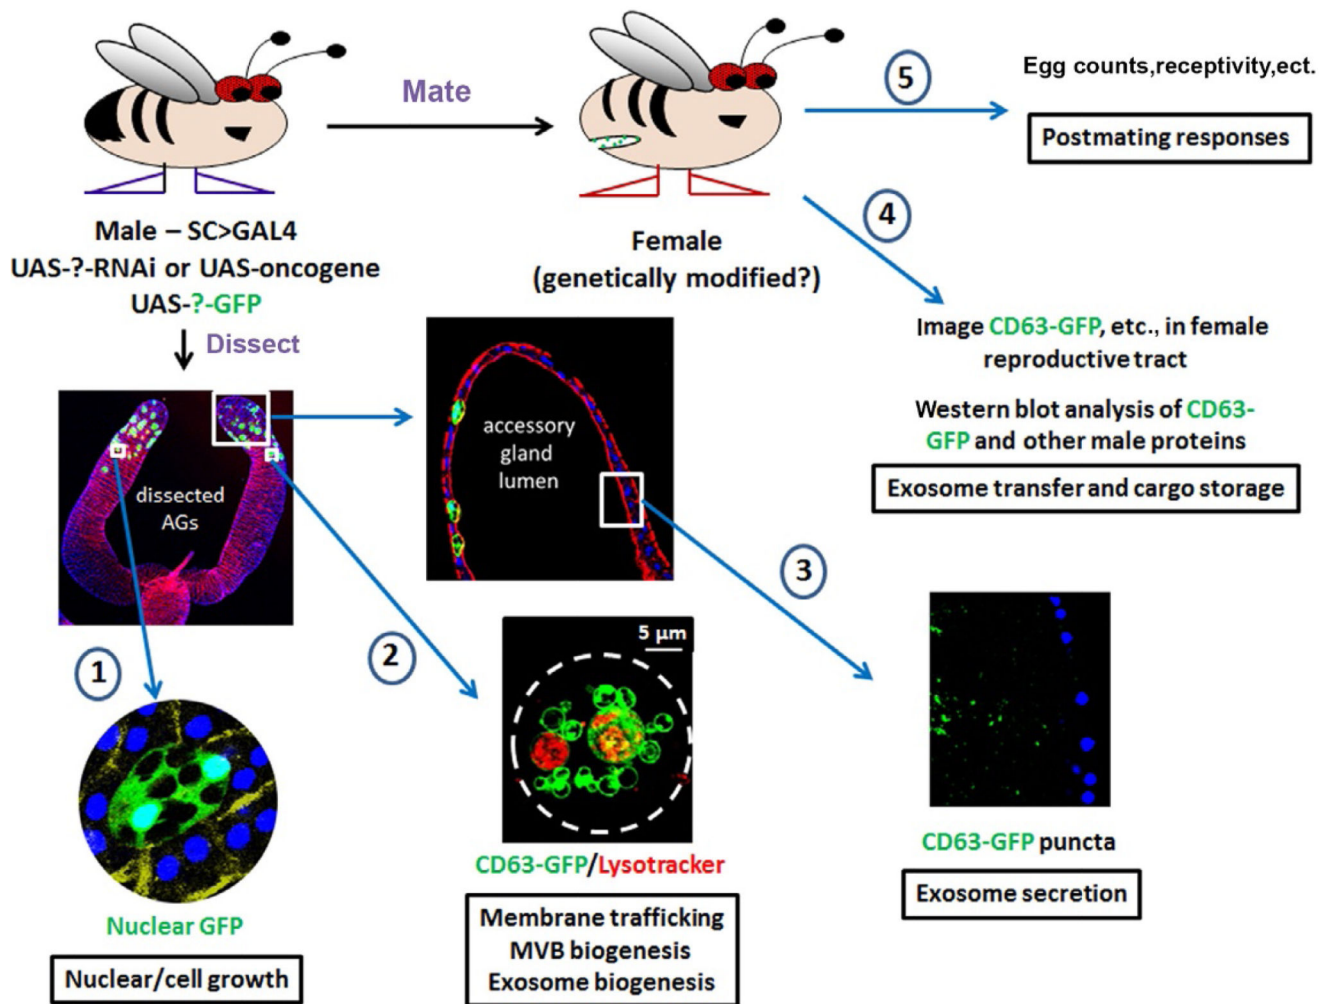 Mate
5
Egg counts,receptivity,ect.
Postmating responses
4
Male – SC>GAL4
UAS-?-RNAi or UAS-oncogene
UAS-?-GFP
Female
(genetically modified?)
Dissect
Image CD63-GFP, etc., in female
reproductive tract
Western blot analysis of CD63-
GFP and other male proteins
Exosome transfer and cargo storage
dissected
AGs
accessory
gland
lumen
3
1
2
5 μm
Nuclear GFP
Nuclear/cell growth
CD63-GFP/Lysotracker
Membrane trafficking
MVB biogenesis
Exosome biogenesis
CD63-GFP puncta
Exosome secretion